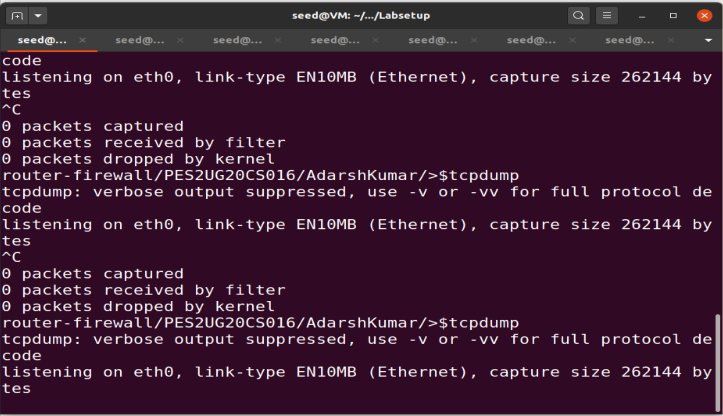 seed@VM: ~/.../Labsetup
seed@... seed@... seed@... seed@... seed@... seed@... seed@...
code
listening on eth0, link-type EN10MB (Ethernet), capture size 262144 by
tes
^C
0 packets captured
0 packets received by filter
0 packets dropped by kernel
router-firewall/PES2UG20CS016/AdarshKumar/>$tcpdump
tcpdump: verbose output suppressed, use -v or -vv for full protocol de
code
listening on eth0, link-type EN10MB (Ethernet), capture size 262144 by
tes
^C
0 packets captured
0 packets received by filter
0 packets dropped by kernel
router-firewall/PES2UG20CS016/AdarshKumar/>$tcpdump
tcpdump: verbose output suppressed, use -v or -vv for full protocol de
code
listening on eth0, link-type EN10MB (Ethernet), capture size 262144 by
tes